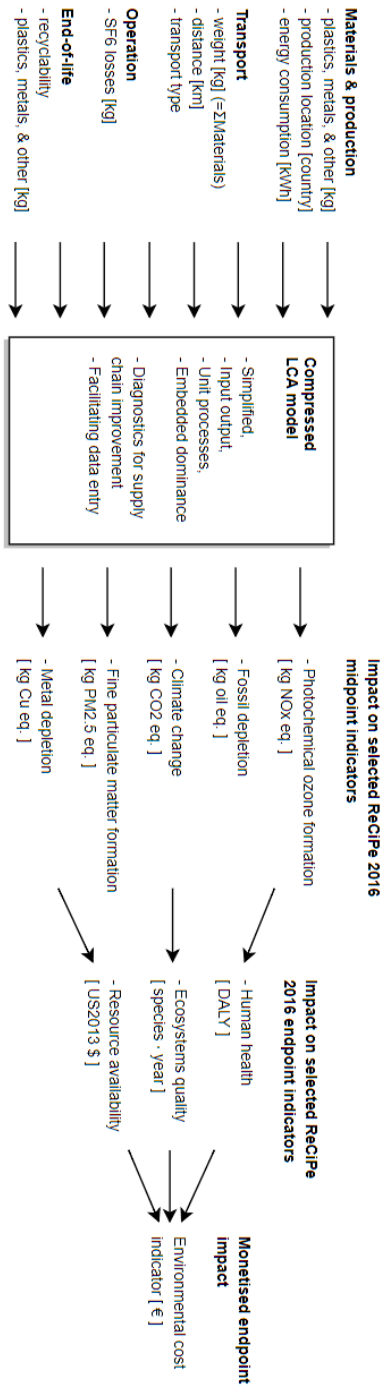 Materials & production
- plastics, metals, & other [kg]
- production location [country]
- energy consumption [kWh]
Transport
- weight [kg] (=ΣMaterials)
- distance [km]
- transport type
Operation
- SF6 losses [kg]
End-of-life
- recyclability
- plastics, metals, & other [kg]
Compressed
LCA model
- Simplified,
- Input output,
- Unit processes,
- Embedded dominance
- Diagnostics for supply
chain improvement
- Facilitating data entry
Impact on selected ReCiPe 2016
midpoint indicators
- Photochemical ozone formation
[ kg NOx eq. ]
- Fossil depletion
[ kg oil eq. ]
- Climate change
[ kg CO2 eq. ]
- Fine particulate matter formation
[ kg PM2.5 eq. ]
- Metal depletion
[ kg Cu eq. ]
Impact on selected ReCiPe
2016 endpoint indicators
- Human health
[ DALY ]
- Ecosystems quality
[ species · year ]
- Resource availability
[ US2013 $ ]
Monetised endpoint
impact
Environmental cost
indicator [ € ]